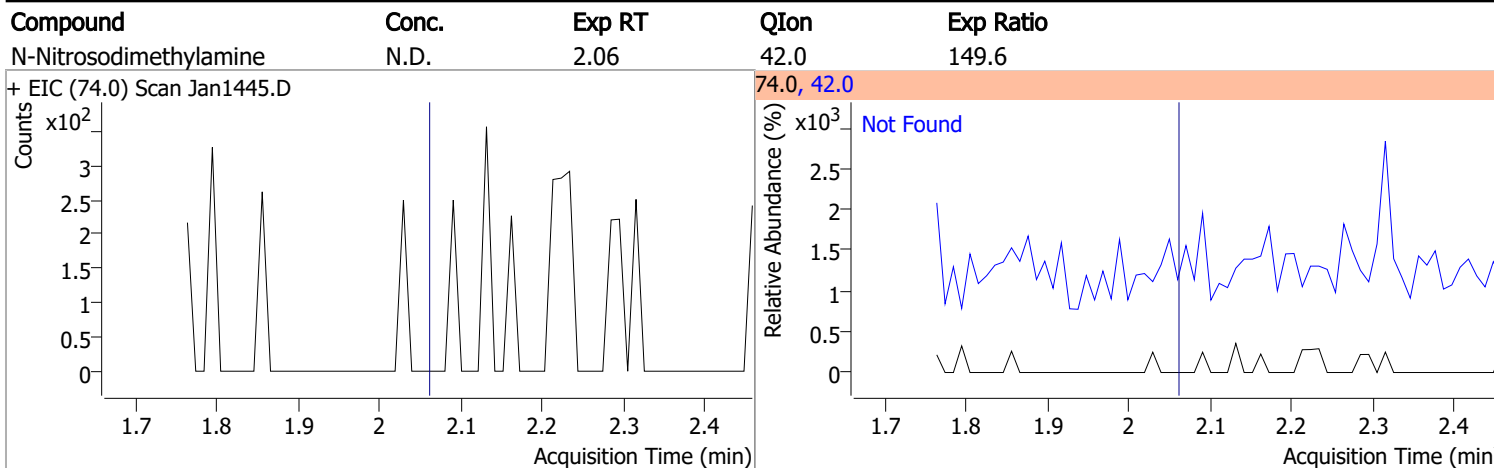 Compound Conc. Exp RT QIon Exp Ratio
N-Nitrosodimethylamine N.D. 2.06 42.0 149.6
+ EIC (74.0) Scan Jan1445.D
Counts
x10²
3
2.5
2
1.5
1
0.5
0
1.7 1.8 1.9 2 2.1 2.2 2.3 2.4
Acquisition Time (min)
74.0, 42.0
Relative Abundance (%)
x10³
Not Found
2.5
2
1.5
1
0.5
0
1.7 1.8 1.9 2 2.1 2.2 2.3 2.4
Acquisition Time (min